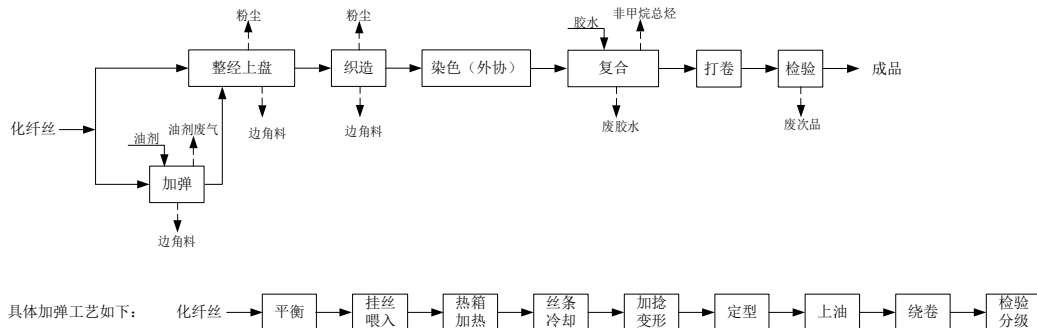 粉尘
粉尘
胶水
非甲烷总烃
整经上盘
织造
染色（外协）
复合
打卷
检验
成品
化纤丝
油剂
油剂废气
边角料
边角料
废胶水
废次品
加弹
边角料
具体加弹工艺如下：
化纤丝
平衡
挂丝
喂入
热箱
加热
丝条
冷却
加捻
变形
定型
上油
绕卷
检验
分级